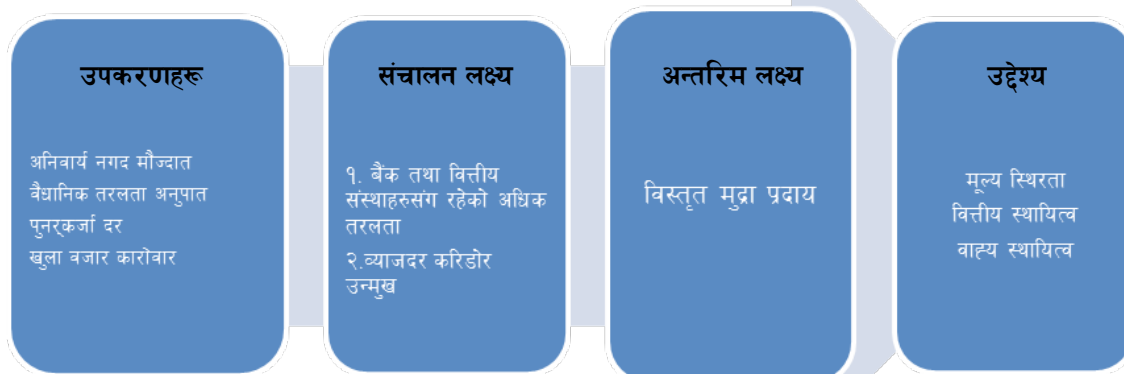 उपकरणहरू
अनिवार्य नगद मौज्दात
वैधानिक तरलता अनुपात
पुनर्कर्जा दर
खुला वजार कारोवार
संचालन लक्ष्य
१. बैंक तथा वित्तीय
संस्थाहरुसंग रहेको अधिक
तरलता
२.व्याजदर करिडोर
उन्मुख
अन्तरिम लक्ष्य
विस्तृत मुद्रा प्रदाय
उद्देश्य
मूल्य स्थिरता
वित्तीय स्थायित्व
वाह्य स्थायित्व